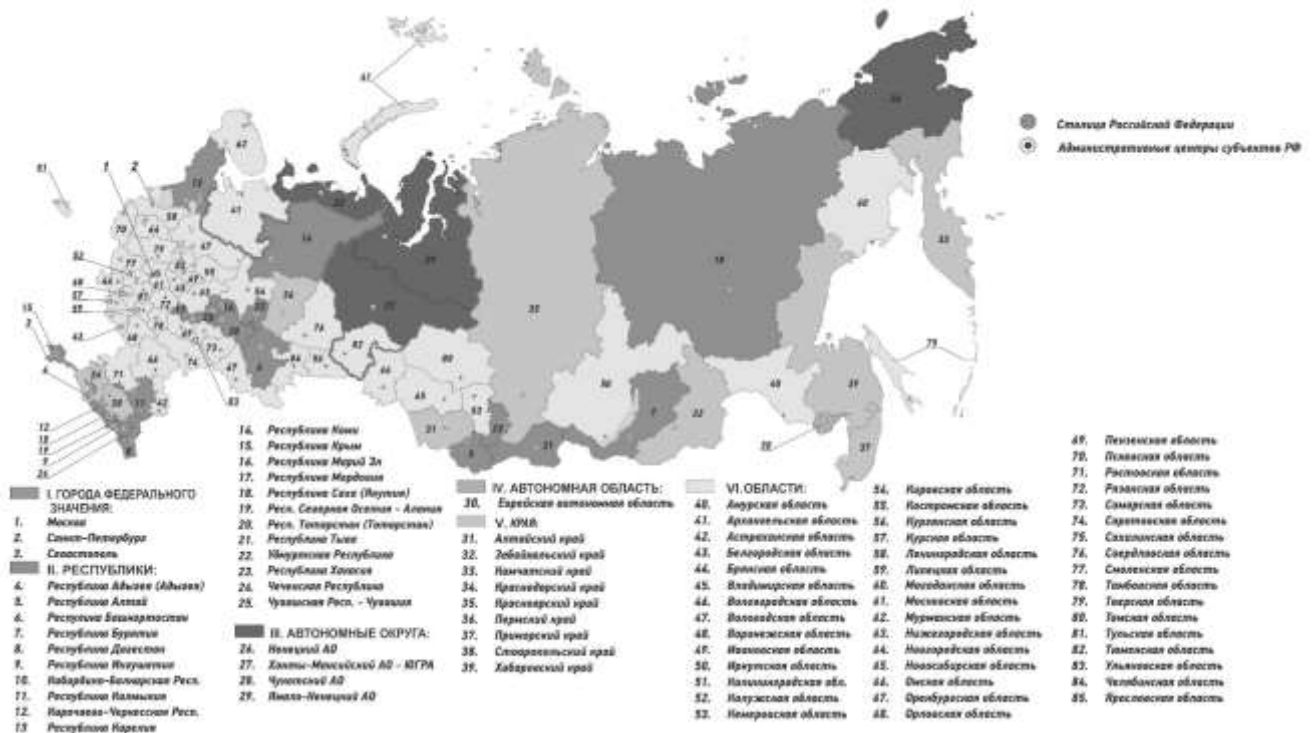 Столица Российской Федерации
Административные центры субъектов РФ
I. ГОРОДА ФЕДЕРАЛЬНОГО
ЗНАЧЕНИЯ:
1. Москва
2. Санкт-Петербург
3. Севастополь
II. РЕСПУБЛИКИ:
4. Республика Адыгея (Адыгея)
5. Республика Алтай
6. Республика Башкортостан
7. Республика Бурятия
8. Республика Дагестан
9. Республика Ингушетия
10. Кабардино-Балкарская Респ.
11. Республика Калмыкия
12. Карачаево-Черкесская Респ.
13 Республика Карелия
14. Республика Коми
15. Республика Крым
16. Республика Марий Эл
17. Республика Мордовия
18. Республика Саха (Якутия)
19. Респ. Северная Осетия - Алания
20. Респ. Татарстан (Татарстан)
21. Республика Тыва
22. Удмуртская Республика
23. Республика Хакасия
24. Чеченская Республика
25. Чувашская Респ. - Чувашия
III. АВТОНОМНЫЕ ОКРУГА:
26. Ненецкий АО
27. Ханты-Мансийский АО - ЮГРА
28. Чукотский АО
29. Ямало-Ненецкий АО
IV. АВТОНОМНАЯ ОБЛАСТЬ:
30. Еврейская автономная область
V. КРАЯ:
31. Алтайский край
32. Забайкальский край
33. Камчатский край
34. Краснодарский край
35. Красноярский край
36. Пермский край
37. Приморский край
38. Ставропольский край
39. Хабаровский край
VI. ОБЛАСТИ:
40. Амурская область
41. Архангельская область
42. Астраханская область
43. Белгородская область
44. Брянская область
45. Владимирская область
46. Волгоградская область
47. Вологодская область
48. Воронежская область
49. Ивановская область
50. Иркутская область
51. Калининградская обл.
52. Калужская область
53. Кемеровская область
54. Кировская область
55. Костромская область
56. Курганская область
57. Курская область
58. Ленинградская область
59. Липецкая область
60. Магаданская область
61. Московская область
62. Мурманская область
63. Нижегородская область
64. Новгородская область
65. Новосибирская область
66. Омская область
67. Оренбургская область
68. Орловская область
69. Пензенская область
70. Псковская область
71. Ростовская область
72. Рязанская область
73. Самарская область
74. Саратовская область
75. Сахалинская область
76. Свердловская область
77. Смоленская область
78. Тамбовская область
79. Тверская область
80. Томская область
81. Тульская область
82. Тюменская область
83. Ульяновская область
84. Челябинская область
85. Ярославская область